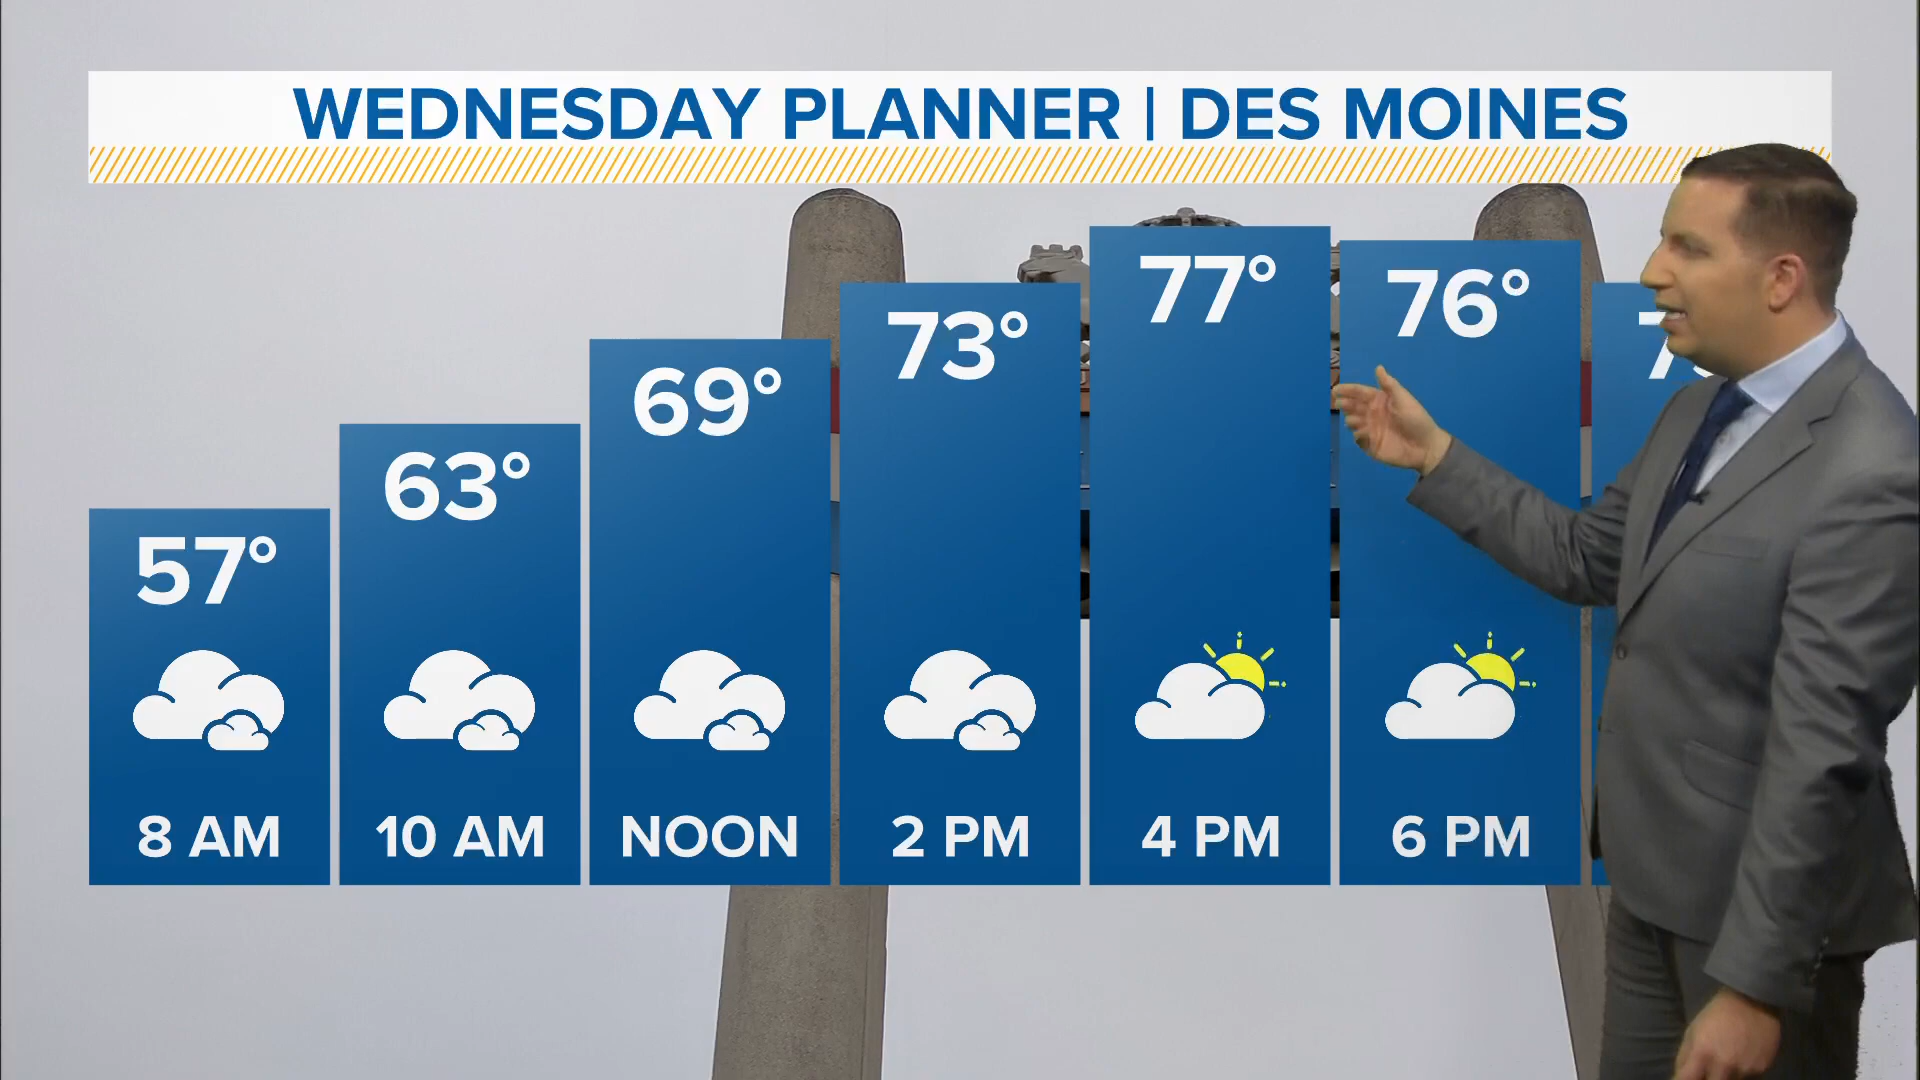 WEDNESDAY PLANNER | DES MOINES
57° 63° 69° 73° 77° 76°
8 AM 10 AM NOON 2 PM 4 PM 6 PM